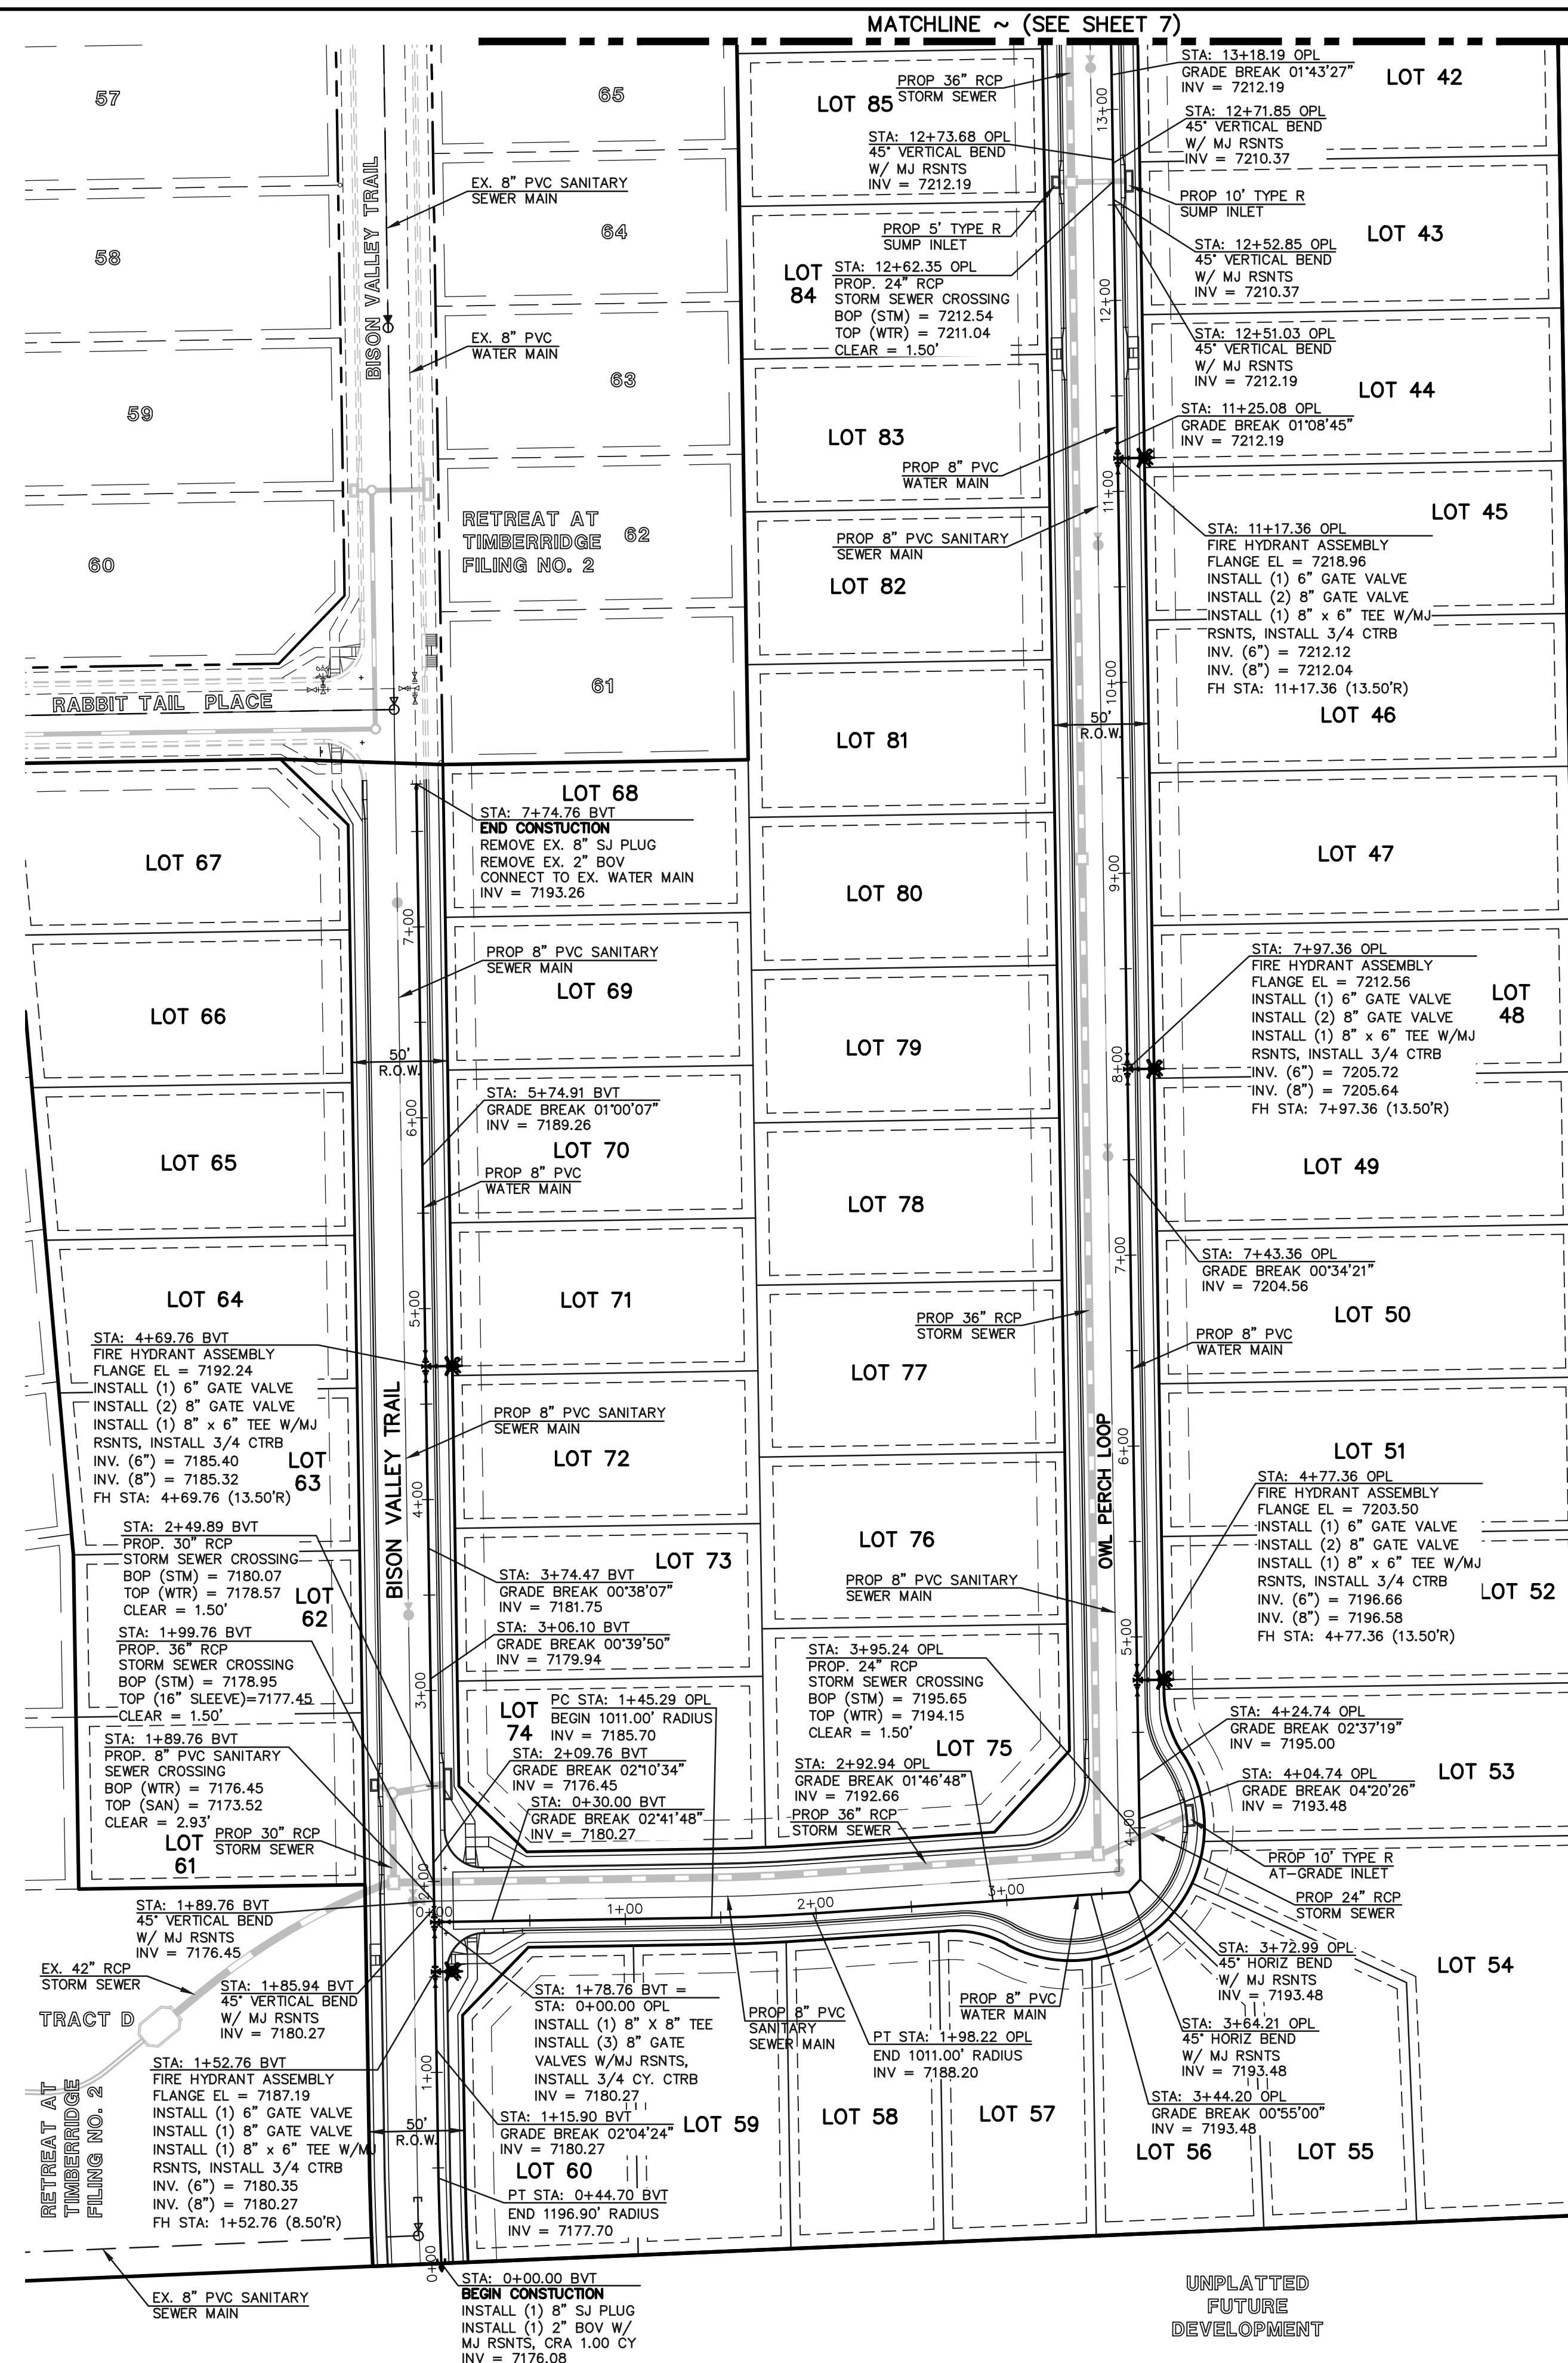 MATCHLINE ~ (SEE SHEET 7)
57
58
59
60
65
64
63
62
61
BISON VALLEY TRAIL
EX. 8" PVC SANITARY
SEWER MAIN
EX. 8" PVC
WATER MAIN
RETREAT AT
TIMBERRIDGE
FILING NO. 2
RABBIT TAIL PLACE
LOT 85
PROP 36" RCP
STORM SEWER
STA: 12+73.68 OPL
45° VERTICAL BEND
W/ MJ RSNTS
INV = 7212.19
PROP 5' TYPE R
SUMP INLET
LOT
84
STA: 12+62.35 OPL
PROP. 24" RCP
STORM SEWER CROSSING
BOP (STM) = 7212.54
TOP (WTR) = 7211.04
CLEAR = 1.50'
LOT 83
PROP 8" PVC
WATER MAIN
PROP 8" PVC SANITARY
SEWER MAIN
LOT 82
LOT 81
LOT 80
LOT 79
LOT 78
PROP 36" RCP
STORM SEWER
LOT 77
LOT 76
PROP 8" PVC SANITARY
SEWER MAIN
13+00
12+00
11+00
10+00
50'
R.O.W.
9+00
8+00
7+00
6+00
OWL PERCH LOOP
5+00
4+00
STA: 13+18.19 OPL
GRADE BREAK 01°43'27"
INV = 7212.19
LOT 42
STA: 12+71.85 OPL
45° VERTICAL BEND
W/ MJ RSNTS
INV = 7210.37
PROP 10' TYPE R
SUMP INLET
LOT 43
STA: 12+52.85 OPL
45° VERTICAL BEND
W/ MJ RSNTS
INV = 7210.37
STA: 12+51.03 OPL
45° VERTICAL BEND
W/ MJ RSNTS
INV = 7212.19
LOT 44
STA: 11+25.08 OPL
GRADE BREAK 01°08'45"
INV = 7212.19
LOT 45
STA: 11+17.36 OPL
FIRE HYDRANT ASSEMBLY
FLANGE EL = 7218.96
INSTALL (1) 6" GATE VALVE
INSTALL (2) 8" GATE VALVE
INSTALL (1) 8" x 6" TEE W/MJ
RSNTS, INSTALL 3/4 CTRB
INV. (6") = 7212.12
INV. (8") = 7212.04
FH STA: 11+17.36 (13.50'R)
LOT 46
LOT 47
STA: 7+97.36 OPL
FIRE HYDRANT ASSEMBLY
FLANGE EL = 7212.56
INSTALL (1) 6" GATE VALVE
INSTALL (2) 8" GATE VALVE
INSTALL (1) 8" x 6" TEE W/MJ
RSNTS, INSTALL 3/4 CTRB
INV. (6") = 7205.72
INV. (8") = 7205.64
FH STA: 7+97.36 (13.50'R)
LOT
48
LOT 49
STA: 7+43.36 OPL
GRADE BREAK 00°34'21"
INV = 7204.56
LOT 50
PROP 8" PVC
WATER MAIN
LOT 51
STA: 4+77.36 OPL
FIRE HYDRANT ASSEMBLY
FLANGE EL = 7203.50
INSTALL (1) 6" GATE VALVE
INSTALL (2) 8" GATE VALVE
INSTALL (1) 8" x 6" TEE W/MJ
RSNTS, INSTALL 3/4 CTRB
INV. (6") = 7196.66
INV. (8") = 7196.58
FH STA: 4+77.36 (13.50'R)
LOT 52
STA: 4+24.74 OPL
GRADE BREAK 02°37'19"
INV = 7195.00
STA: 4+04.74 OPL
GRADE BREAK 04°20'26"
INV = 7193.48
LOT 53
PROP 10' TYPE R
AT-GRADE INLET
PROP 24" RCP
STORM SEWER
LOT 54
STA: 3+72.99 OPL
45° HORIZ BEND
W/ MJ RSNTS
INV = 7193.48
STA: 3+64.21 OPL
45° HORIZ BEND
W/ MJ RSNTS
INV = 7193.48
STA: 3+44.20 OPL
GRADE BREAK 00°55'00"
INV = 7193.48
LOT 56
LOT 55
LOT 67
LOT 66
LOT 65
LOT 64
LOT 68
STA: 7+74.76 BVT
END CONSTUCTION
REMOVE EX. 8" SJ PLUG
REMOVE EX. 2" BOV
CONNECT TO EX. WATER MAIN
INV = 7193.26
7+00
PROP 8" PVC SANITARY
SEWER MAIN
LOT 69
50'
R.O.W.
6+00
STA: 5+74.91 BVT
GRADE BREAK 01°00'07"
INV = 7189.26
LOT 70
PROP 8" PVC
WATER MAIN
5+00
LOT 71
STA: 4+69.76 BVT
FIRE HYDRANT ASSEMBLY
FLANGE EL = 7192.24
INSTALL (1) 6" GATE VALVE
INSTALL (2) 8" GATE VALVE
INSTALL (1) 8" x 6" TEE W/MJ
RSNTS, INSTALL 3/4 CTRB
INV. (6") = 7185.40
INV. (8") = 7185.32
FH STA: 4+69.76 (13.50'R)
LOT
63
BISON VALLEY TRAIL
PROP 8" PVC SANITARY
SEWER MAIN
LOT 72
4+00
STA: 2+49.89 BVT
PROP. 30" RCP
STORM SEWER CROSSING
BOP (STM) = 7180.07
TOP (WTR) = 7178.57
CLEAR = 1.50'
LOT
62
LOT 73
STA: 3+74.47 BVT
GRADE BREAK 00°38'07"
INV = 7181.75
STA: 3+06.10 BVT
GRADE BREAK 00°39'50"
INV = 7179.94
3+00
STA: 1+99.76 BVT
PROP. 36" RCP
STORM SEWER CROSSING
BOP (STM) = 7178.95
TOP (16" SLEEVE)=7177.45
CLEAR = 1.50'
STA: 1+89.76 BVT
PROP. 8" PVC SANITARY
SEWER CROSSING
BOP (WTR) = 7176.45
TOP (SAN) = 7173.52
CLEAR = 2.93'
LOT
61
PROP 30" RCP
STORM SEWER
LOT
74
PC STA: 1+45.29 OPL
BEGIN 1011.00' RADIUS
INV = 7185.70
STA: 2+09.76 BVT
GRADE BREAK 02°10'34"
INV = 7176.45
STA: 0+30.00 BVT
GRADE BREAK 02°41'48"
INV = 7180.27
STA: 3+95.24 OPL
PROP. 24" RCP
STORM SEWER CROSSING
BOP (STM) = 7195.65
TOP (WTR) = 7194.15
CLEAR = 1.50'
LOT 75
STA: 2+92.94 OPL
GRADE BREAK 01°46'48"
INV = 7192.66
PROP 36" RCP
STORM SEWER
2+00
0+00
1+00
2+00
3+00
STA: 1+89.76 BVT
45° VERTICAL BEND
W/ MJ RSNTS
INV = 7176.45
EX. 42" RCP
STORM SEWER
TRACT D
STA: 1+85.94 BVT
45° VERTICAL BEND
W/ MJ RSNTS
INV = 7180.27
STA: 1+78.76 BVT =
STA: 0+00.00 OPL
INSTALL (1) 8" X 8" TEE
INSTALL (3) 8" GATE
VALVES W/MJ RSNTS,
INSTALL 3/4 CY. CTRB
INV = 7180.27
PROP 8" PVC
SANITARY
SEWER MAIN
PROP 8" PVC
WATER MAIN
PT STA: 1+98.22 OPL
END 1011.00' RADIUS
INV = 7188.20
STA: 1+52.76 BVT
FIRE HYDRANT ASSEMBLY
FLANGE EL = 7187.19
INSTALL (1) 6" GATE VALVE
INSTALL (1) 8" GATE VALVE
INSTALL (1) 8" x 6" TEE W/MJ
RSNTS, INSTALL 3/4 CTRB
INV. (6") = 7180.35
INV. (8") = 7180.27
FH STA: 1+52.76 (8.50'R)
RETREAT AT
TIMBERRIDGE
FILING NO. 2
1+00
50'
R.O.W.
STA: 1+15.90 BVT
GRADE BREAK 02°04'24"
INV = 7180.27
LOT 59
LOT 58
LOT 57
LOT 60
PT STA: 0+44.70 BVT
END 1196.90' RADIUS
INV = 7177.70
0+00
EX. 8" PVC SANITARY
SEWER MAIN
STA: 0+00.00 BVT
BEGIN CONSTUCTION
INSTALL (1) 8" SJ PLUG
INSTALL (1) 2" BOV W/
MJ RSNTS, CRA 1.00 CY
INV = 7176.08
UNPLATTED
FUTURE
DEVELOPMENT